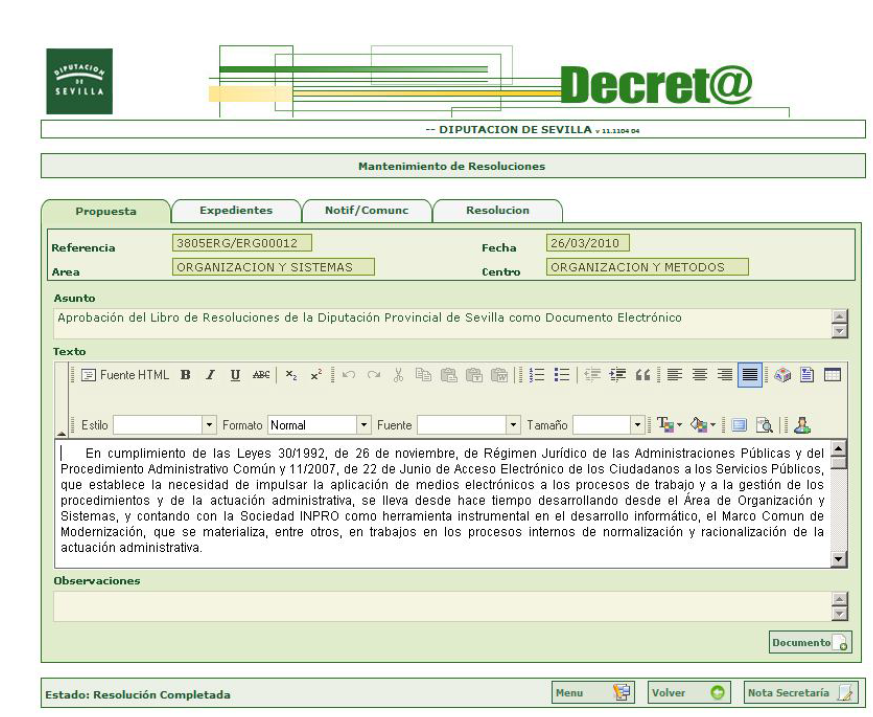 DIPUTACION
DE
SEVILLA
Decret@
-- DIPUTACION DE SEVILLA v 11.1104 04
Mantenimiento de Resoluciones
Propuesta Expedientes Notif/Comunc Resolucion
Referencia 3805ERG/ERG00012 Fecha 26/03/2010
Area ORGANIZACION Y SISTEMAS Centro ORGANIZACION Y METODOS
Asunto
Aprobación del Libro de Resoluciones de la Diputación Provincial de Sevilla como Documento Electrónico
Texto
Fuente HTML B I U ABC x2 x2
Estilo Formato Normal Fuente Tamaño
En cumplimiento de las Leyes 30/1992, de 26 de noviembre, de Régimen Jurídico de las Administraciones Públicas y del
Procedimiento Administrativo Común y 11/2007, de 22 de Junio de Acceso Electrónico de los Ciudadanos a los Servicios Públicos,
que establece la necesidad de impulsar la aplicación de medios electrónicos a los procesos de trabajo y a la gestión de los
procedimientos y de la actuación administrativa, se lleva desde hace tiempo desarrollando desde el Área de Organización y
Sistemas, y contando con la Sociedad INPRO como herramienta instrumental en el desarrollo informático, el Marco Comun de
Modernización, que se materializa, entre otros, en trabajos en los procesos internos de normalización y racionalización de la
actuación administrativa.
Observaciones
Documento
Estado: Resolución Completada Menu Volver Nota Secretaría